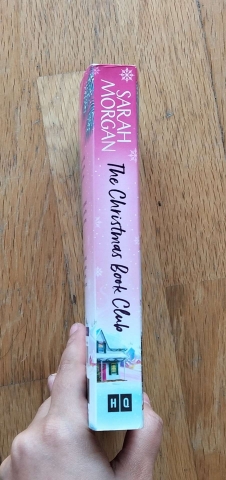 SARAH
MORGAN
The Christmas Book Club
HQ